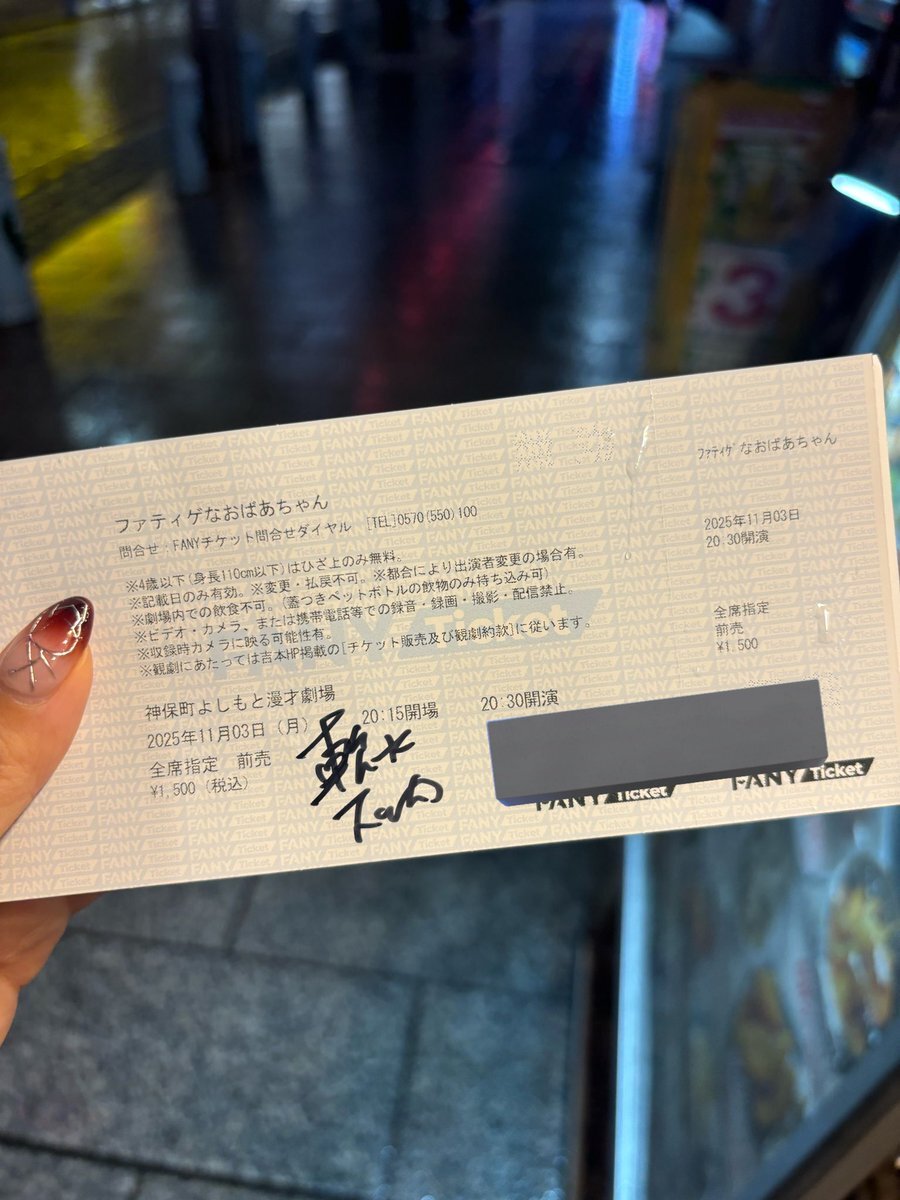 ファティゲなおばあちゃん
問合せ:FANYチケット問合せダイヤル [TEL]0570(550)100
※4歳以下(身長110cm以下)はひざ上のみ無料。
※記載日のみ有効。※変更・払戻不可。※都合により出演者変更の場合有。
※劇場内での飲食不可。(蓋つきペットボトルの飲物のみ持ち込み可)
※ビデオ・カメラ、または携帯電話等での録音・録画・撮影・配信禁止。
※収録時カメラに映る可能性有。
※観劇にあたっては吉本HP掲載の[チケット販売及び観劇約款]に従います。
神保町よしもと漫才劇場
2025年11月03日(月) 20:15開場 20:30開演
全席指定 前売
¥1,500(税込)
ファティゲなおばあちゃん
2025年11月03日
20:30開演
全席指定
前売
¥1,500
FANY Ticket
FANY Ticket
3